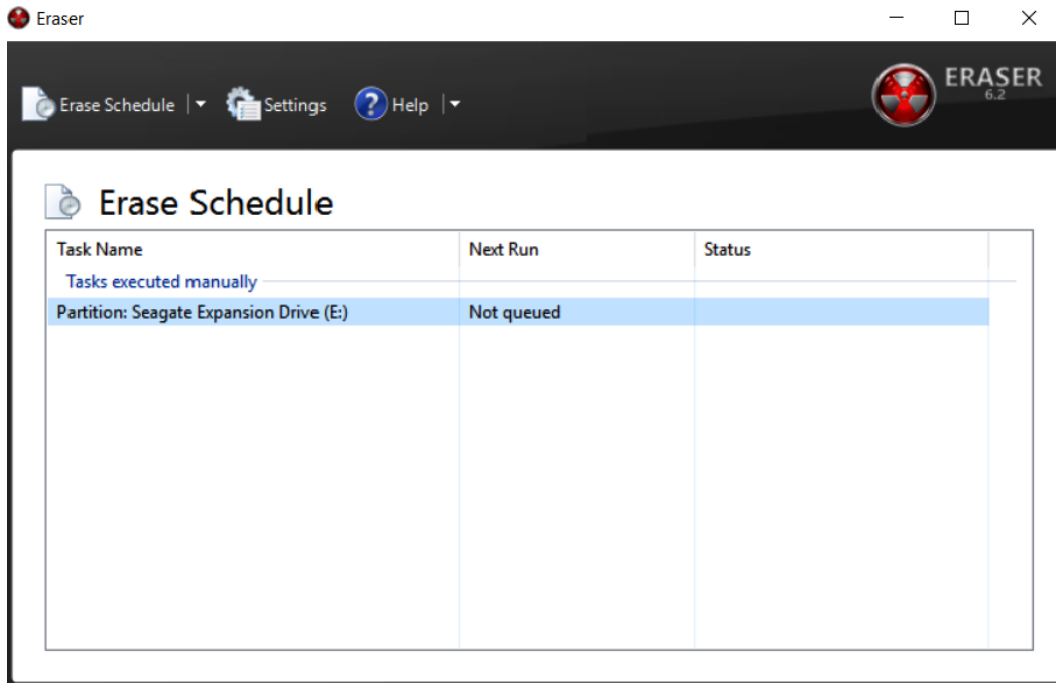 Eraser
Erase Schedule Settings Help ERASER
6.2
Erase Schedule
Task Name Next Run Status
Tasks executed manually
Partition: Seagate Expansion Drive (E:) Not queued